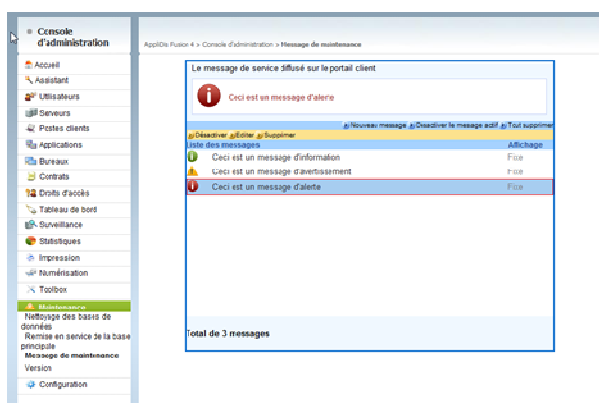 Console
d'administration
AppliDis Fusion 4 > Console d'administration > Message de maintenance
Accueil
Assistant
Utilisateurs
Serveurs
Postes clients
Applications
Bureaux
Contrats
Droits d'accès
Tableau de bord
Surveillance
Statistiques
Impression
Numérisation
Toolbox
Maintenance
Nettoyage des bases de
données
Remise en service de la base
principale
Message de maintenance
Version
Configuration
Le message de service diffusé sur le portail client
Ceci est un message d'alerte
Nouveau message Désactiver le message actif Tout supprimer
Désactiver Editer Supprimer
Liste des messages Affichage
Ceci est un message d'information Fixe
Ceci est un message d'avertissement Fixe
Ceci est un message d'alerte Fixe
Total de 3 messages